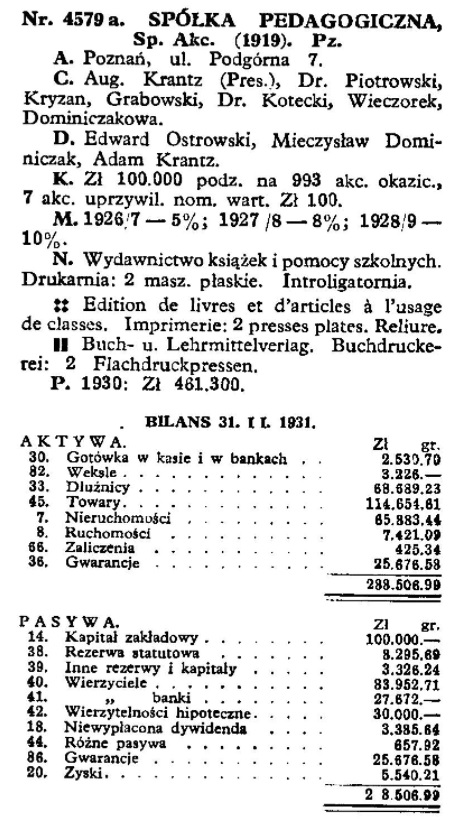 Nr. 4579 a. SPÓŁKA PEDAGOGICZNA,
Sp. Akc. (1919). Pz.
A. Poznań, ul. Podgórna 7.
C. Aug. Krantz (Pres.), Dr. Piotrowski,
Kryzan, Grabowski, Dr. Kotecki, Wieczorek,
Dominiczakowa.
D. Edward Ostrowski, Mieczysław Domi-
niczak, Adam Krantz.
K. Zł 100.000 podz. na 993 akc. okazic.,
7 akc. uprzywil. nom. wart. Zł 100.
M. 1926/7 — 5%; 1927/8 — 8%; 1928/9 —
10%.
N. Wydawnictwo książek i pomocy szkolnych.
Drukarnia: 2 masz. płaskie. Introligatornia.
Edition de livres et d'articles à l'usage
de classes. Imprimerie: 2 presses plates. Reliure.
Buch- u. Lehrmittelverlag. Buchdrucke-
rei: 2 Flachdruckpressen.
P. 1930: Zł 461.300.
BILANS 31. II. 1931.
AKTYWA. Zł gr.
30. Gotówka w kasie i w bankach . . 2.530.70
82. Weksle . . . . . . . . . . 3.226.—
33. Dłużnicy . . . . . . . . . . 68.689.23
45. Towary . . . . . . . . . . 114.654.61
7. Nieruchomości . . . . . . . . 65.883.44
8. Ruchomości . . . . . . . . . 7.421.09
66. Zaliczenia . . . . . . . . . 425.34
36. Gwarancje . . . . . . . . . 25.676.58
288.506.99
PASYWA. Zł gr.
14. Kapitał zakładowy . . . . . . . 100.000.—
38. Rezerwa statutowa . . . . . . . 8.295.69
39. Inne rezerwy i kapitały . . . . . 3.326.24
40. Wierzyciele . . . . . . . . . 83.952.71
41. „ banki . . . . . . . 27.672.—
42. Wierzytelności hipoteczne . . . . . 30.000.—
18. Niewypłacona dywidenda . . . . 3.385.64
44. Różne pasywa . . . . . . . . 657.92
86. Gwarancje . . . . . . . . . 25.676.58
20. Zyski . . . . . . . . . . . 5.540.21
2 8.506.99